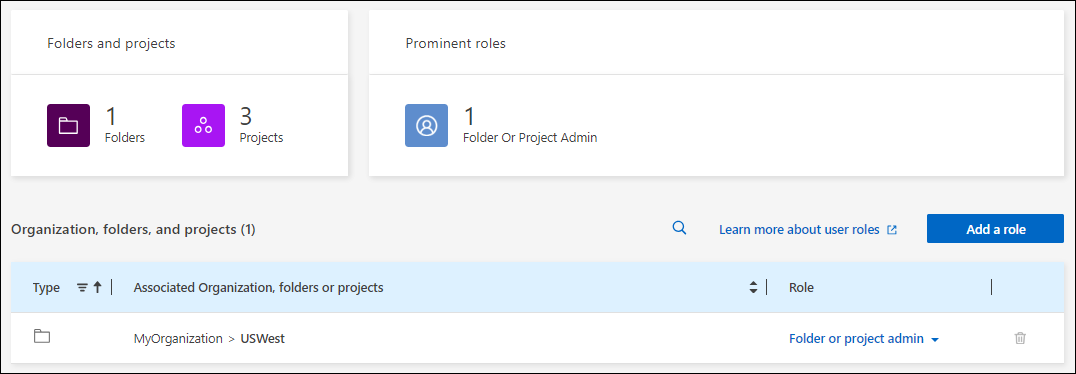 Folders and projects
Prominent roles
1
Folders
3
Projects
1
Folder Or Project Admin
Organization, folders, and projects (1)
Learn more about user roles
Add a role
Type
Associated Organization, folders or projects
Role
MyOrganization > USWest
Folder or project admin